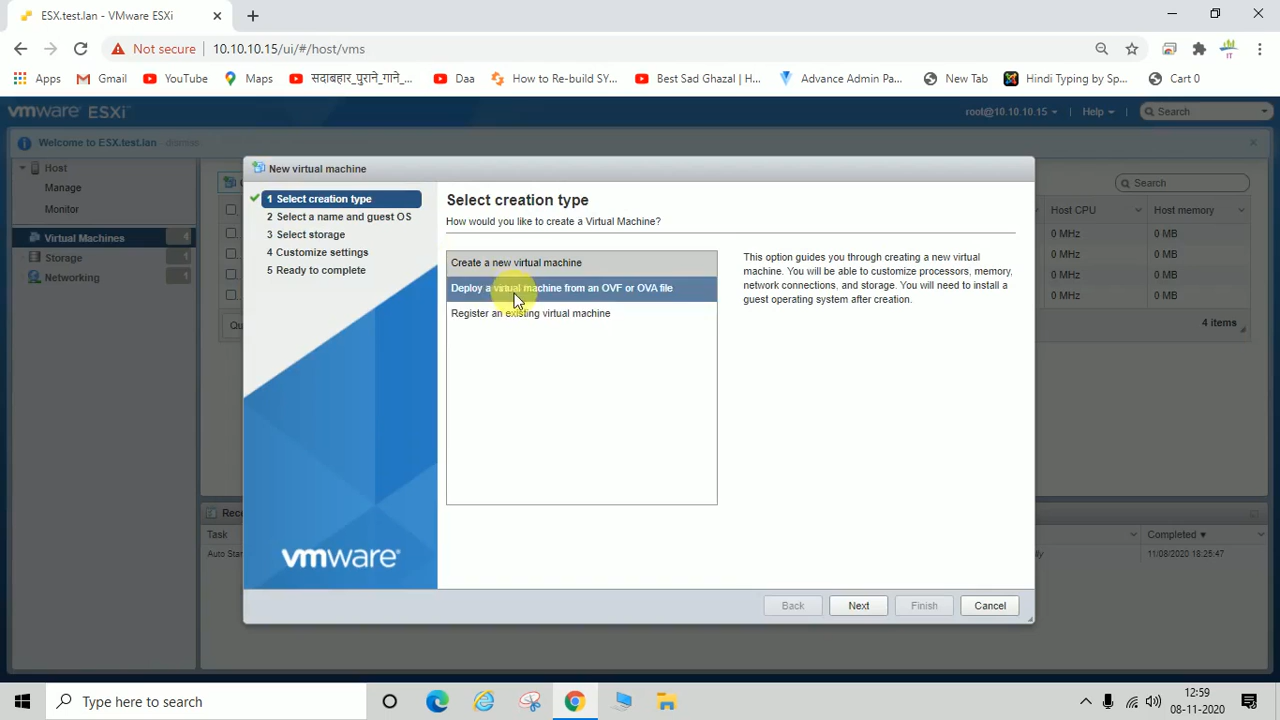 ESX.test.lan - VMware ESXi
Not secure 10.10.10.15/ui/#/host/vms
Apps Gmail YouTube Maps सदाबहार_पुराने_गाने_... Daa How to Re-build SY... Best Sad Ghazal | H... Advance Admin Pa... New Tab Hindi Typing by Sp... Cart 0
IT
vmware ESXi
root@10.10.10.15 | Help | Search
Welcome to ESX.test.lan dismiss
Host
Manage
Monitor
Virtual Machines 4
Storage 1
Networking 1
Search
Host CPU Host memory
0 MHz 0 MB
0 MHz 0 MB
0 MHz 0 MB
0 MHz 0 MB
4 items
New virtual machine
1 Select creation type
2 Select a name and guest OS
3 Select storage
4 Customize settings
5 Ready to complete
vmware
Select creation type
How would you like to create a Virtual Machine?
Create a new virtual machine
Deploy a virtual machine from an OVF or OVA file
Register an existing virtual machine
This option guides you through creating a new virtual
machine. You will be able to customize processors, memory,
network connections, and storage. You will need to install a
guest operating system after creation.
Back Next Finish Cancel
Task Completed
Auto Star 11/08/2020 18:25:47
Type here to search
12:59
08-11-2020